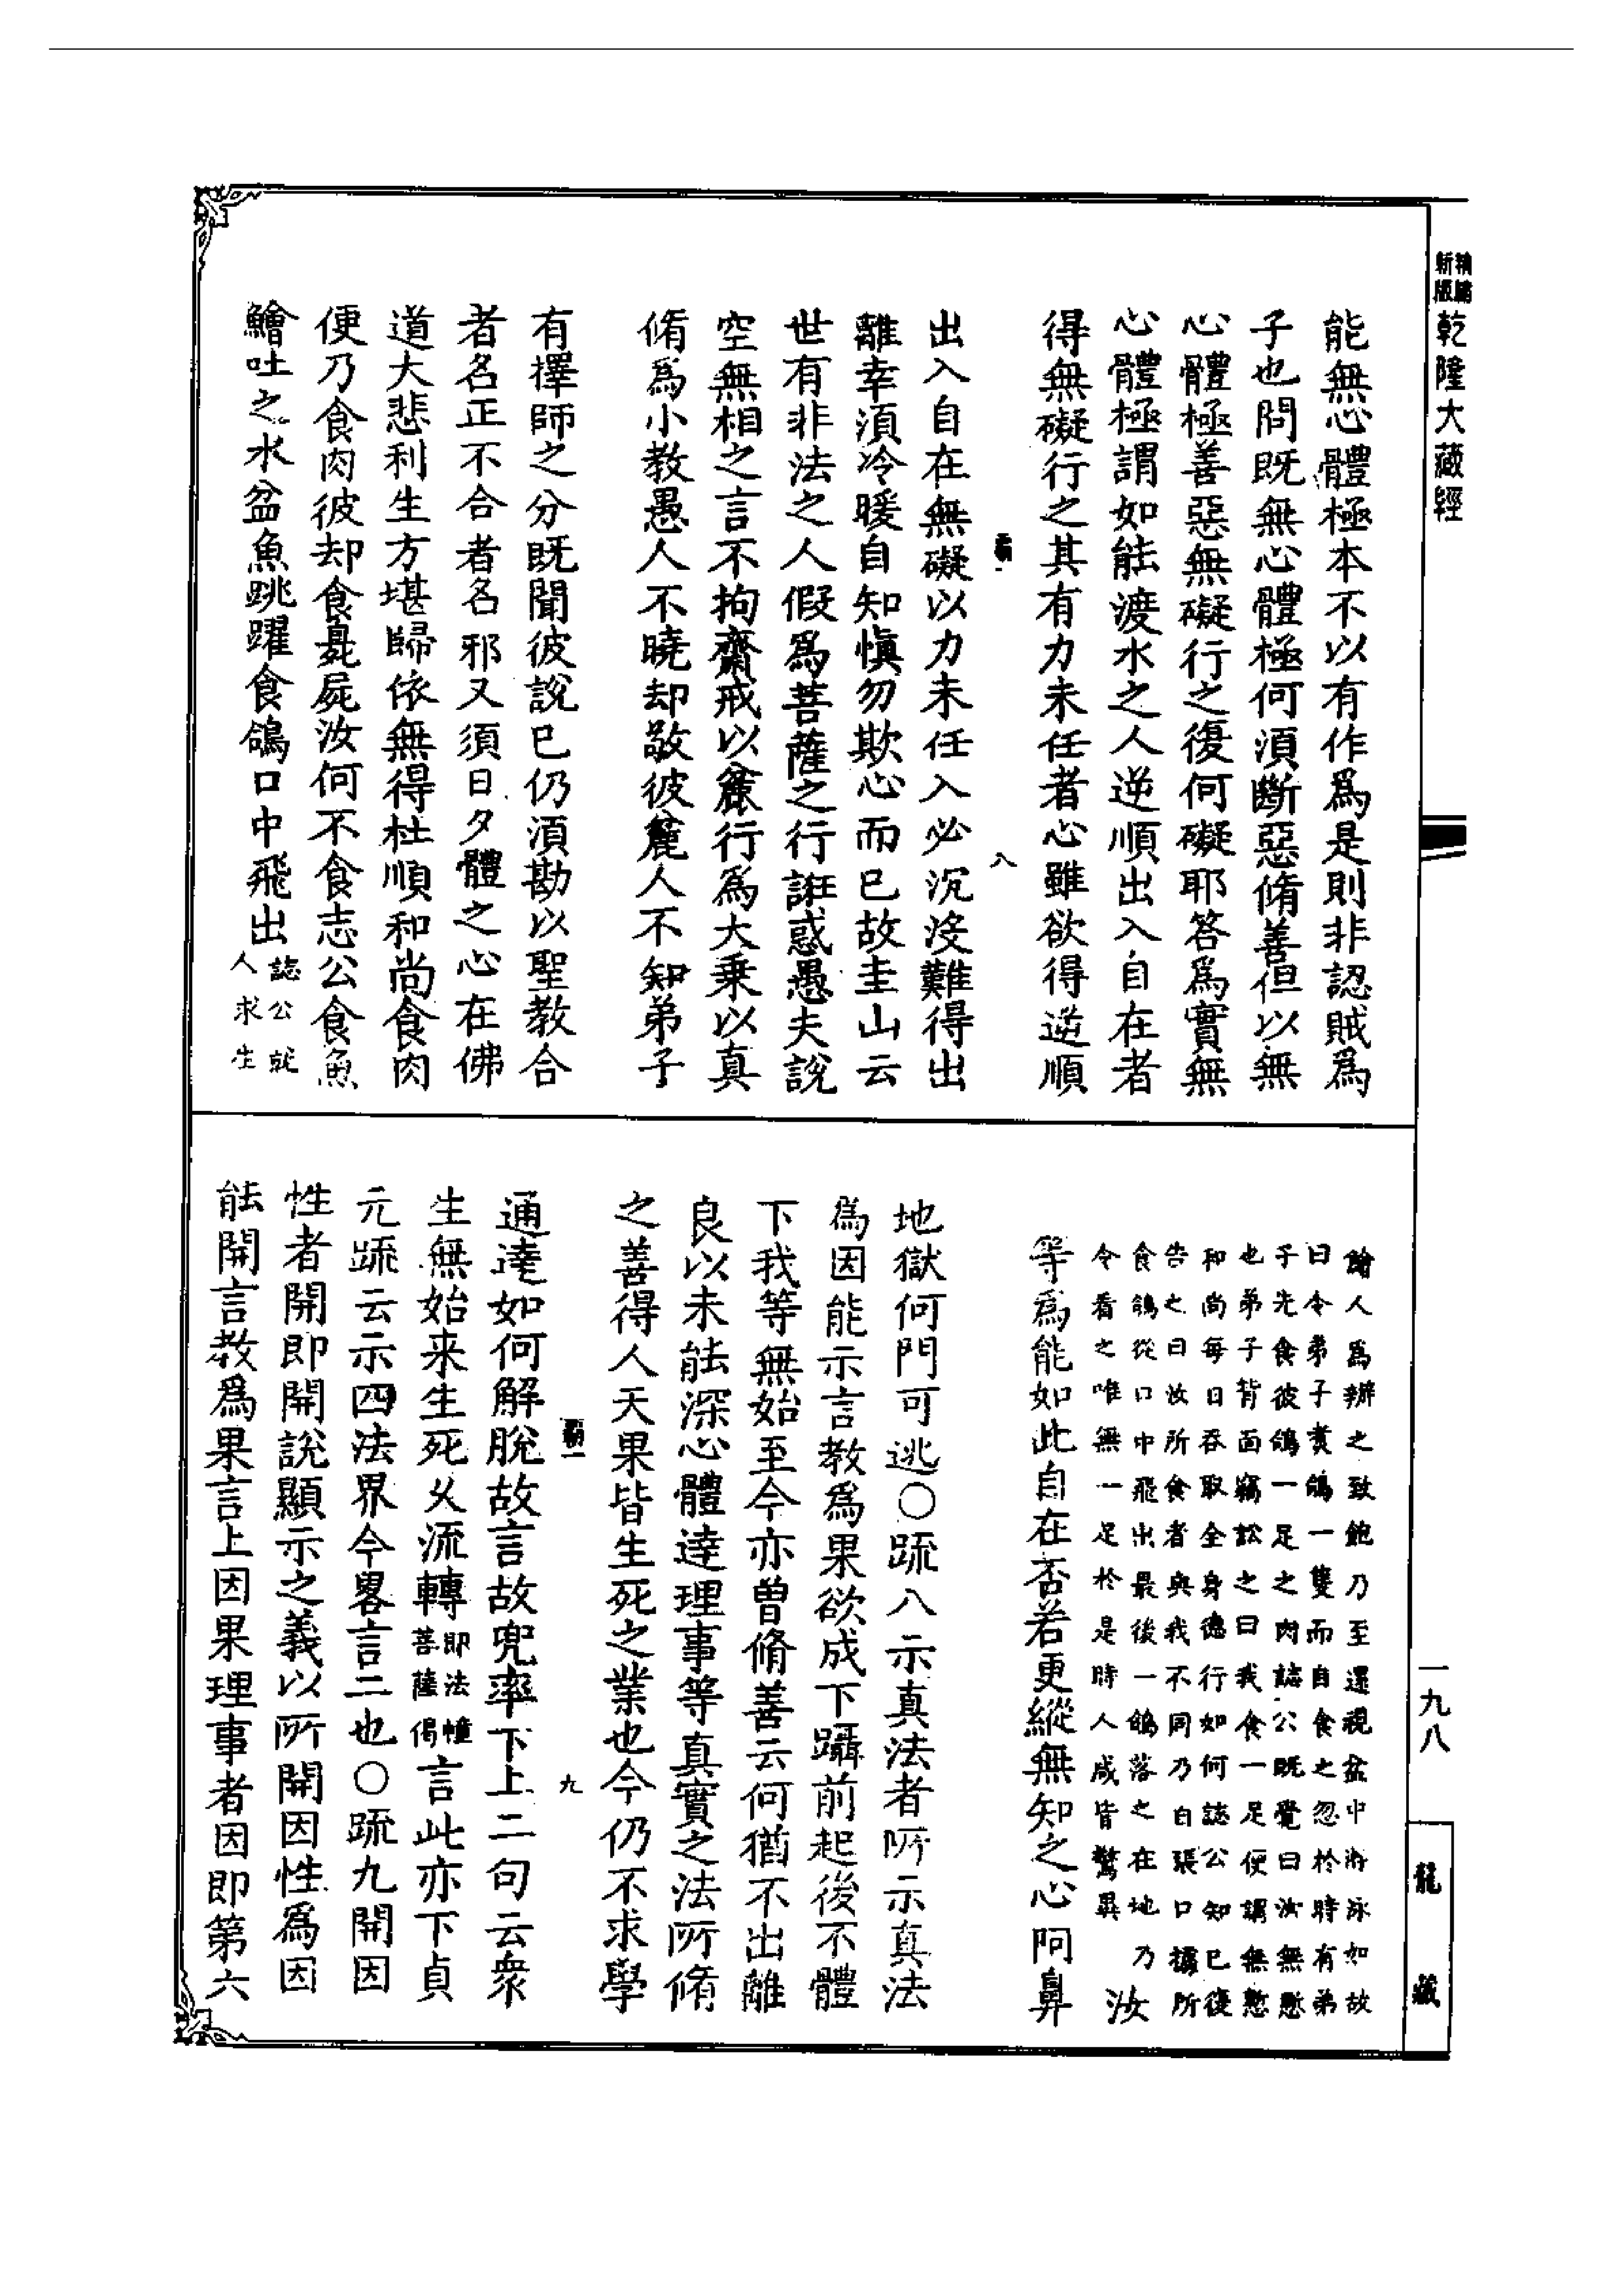 精縮
新版
乾隆大藏經
能無心體極本不以有作爲是則非認賊爲
子也問既無心體極何須斷惡脩善但以無
心體極善惡無礙行之復何礙耶答爲實無
心體極謂如能渡水之人逆順出入自在者
得無礙行之其有力未任者心雖欲得逆順
霸一
八
出入自在無礙以力未任入必沉沒難得出
離幸須冷暖自知慎勿欺心而已故圭山云
世有非法之人假爲菩薩之行誑惑愚夫說
空無相之言不拘齋戒以麁行爲大乘以真
脩爲小教愚人不曉却敬彼麁人不知弟子
有擇師之分既聞彼說已仍須勘以聖教合
者名正不合者名邪又須日夕體之心在佛
道大悲利生方堪歸依無得杜順和尚食肉
便乃食肉彼却食髡屍汝何不食志公食魚
鱠吐之水盆魚跳躍食鴿口中飛出
誌公就
人求生
鱠人爲辦之致飽乃至還視盆中游泳如故
曰令弟子煑鴿一隻而自食之忽於時有弟
子先食彼鴿一足之肉誌公既覺曰汝無慙
也弟子背面竊訟之曰我食一足便謂無慙
和尚每日吞取全身德行如何誌公知已復
告之曰汝所食者與我不同乃自張口據所
食鴿從口中飛出最後一鴿落之在地乃
令看之唯無一足於是時人咸皆驚異
汝
等爲能如此自在否若更縱無知之心阿鼻
地獄何門可逃○䟽八示真法者所示真法
爲因能示言教爲果欲成下躡前起後不體
下我等無始至今亦曾脩善云何猶不出離
良以未能深心體達理事等真實之法所脩
之善得人天果皆生死之業也今仍不求學
霸一
九
通達如何解脫故言故兜率下上二句云衆
生無始来生死乆流轉
即法幢
菩薩偈
言此亦下貞
元䟽云示四法界今畧言二也○䟽九開因
性者開即開說顯示之義以所開因性爲因
能開言教爲果言上因果理事者因即第六
一九八
龍藏